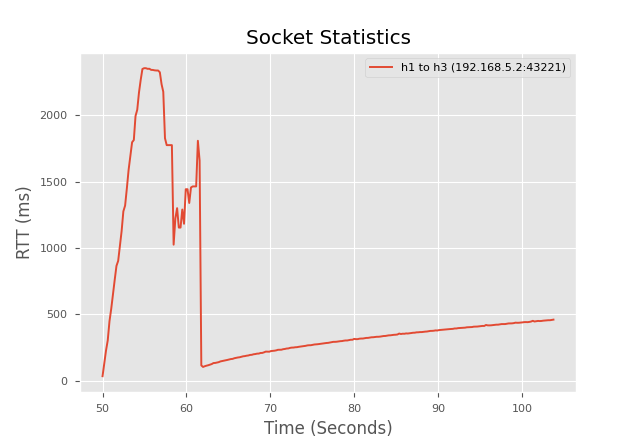 Socket Statistics
h1 to h3 (192.168.5.2:43221)
RTT (ms)
2000
1500
1000
500
0
50
60
70
80
90
100
Time (Seconds)